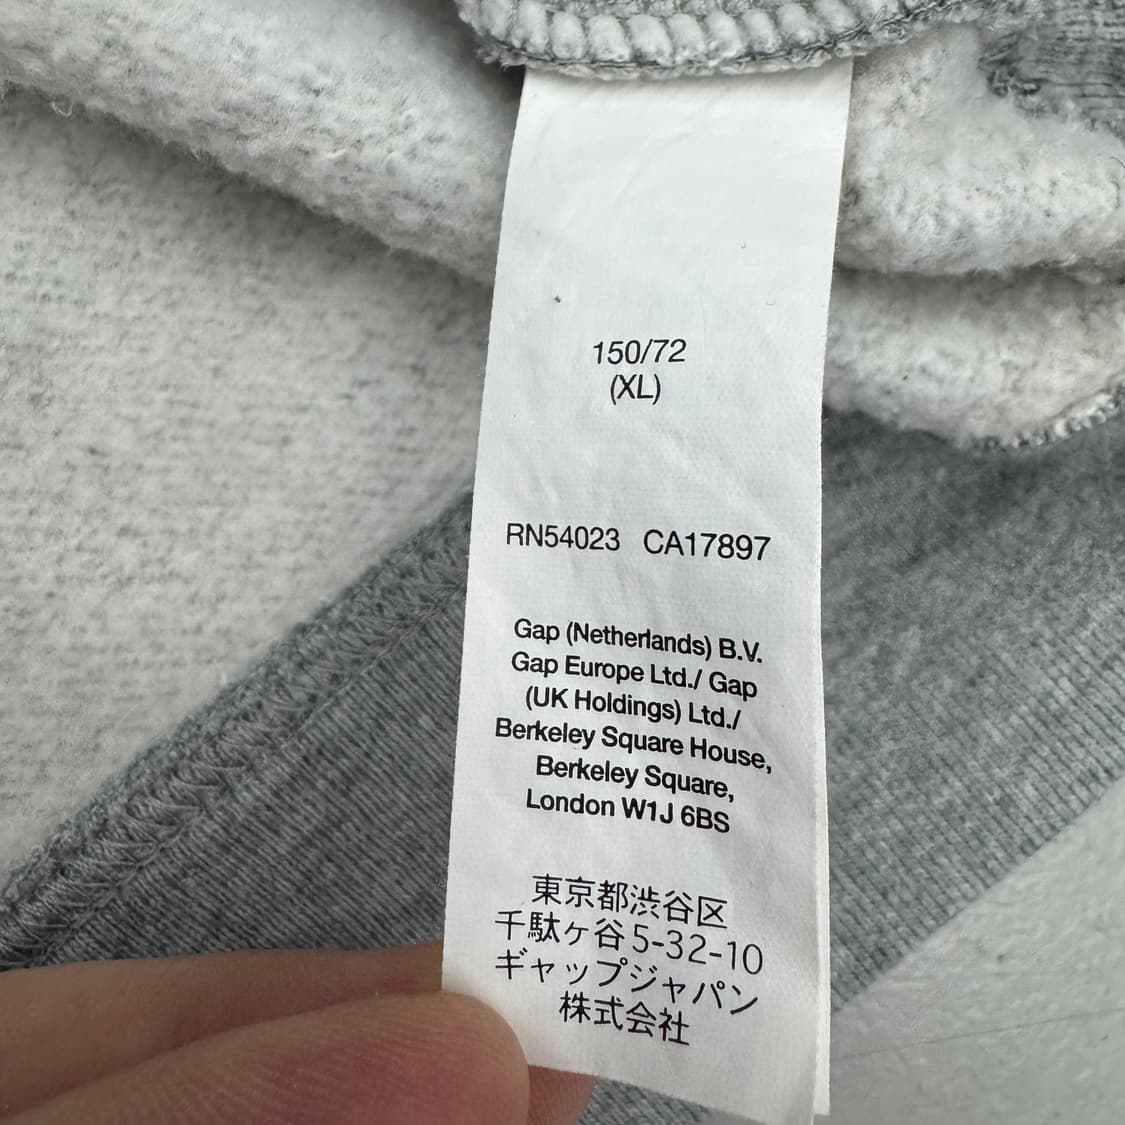 150/72
(XL)
RN54023 CA17897
Gap (Netherlands) B.V.
Gap Europe Ltd./ Gap
(UK Holdings) Ltd./
Berkeley Square House,
Berkeley Square,
London W1J 6BS
東京都渋谷区
千駄ヶ谷5-32-10
ギャップジャパン
株式会社